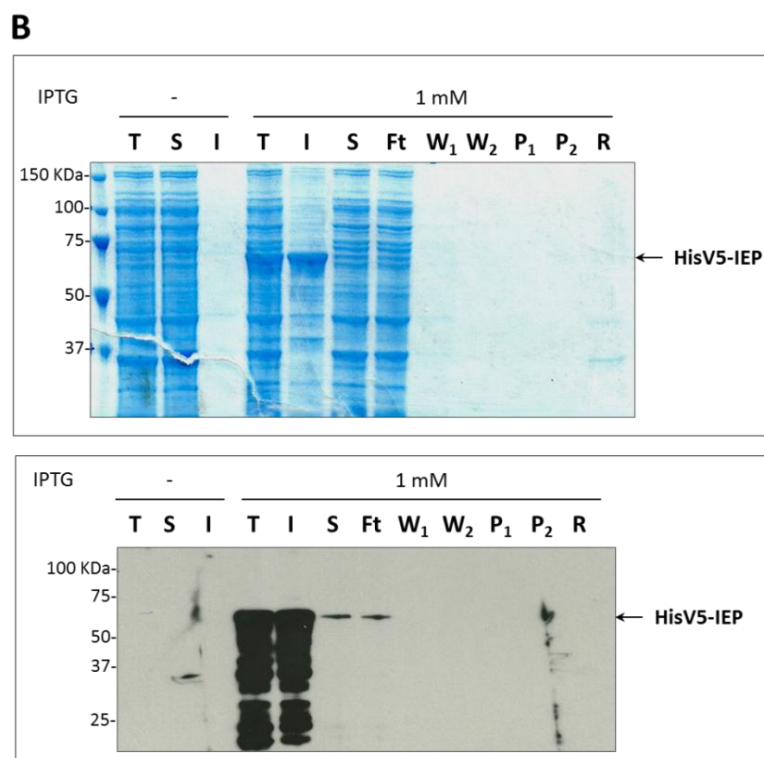 B
IPTG - 1 mM
T S I T I S Ft W₁ W₂ P₁ P₂ R
150 KDa-
100-
75-
HisV5-IEP
50-
37-
IPTG - 1 mM
T S I T I S Ft W₁ W₂ P₁ P₂ R
100 KDa-
75-
HisV5-IEP
50-
37-
25-